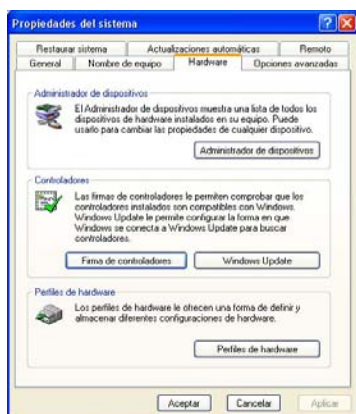 Propiedades del sistema
Restaurar sistema Actualizaciones automáticas Remoto
General Nombre de equipo Hardware Opciones avanzadas
Administrador de dispositivos
El Administrador de dispositivos muestra una lista de todos los
dispositivos de hardware instalados en su equipo. Puede
usarlo para cambiar las propiedades de cualquier dispositivo.
Administrador de dispositivos
Controladores
Las firmas de controladores le permiten comprobar que los
controladores instalados son compatibles con Windows.
Windows Update le permite configurar la forma en que
Windows se conecta a Windows Update para buscar
controladores.
Firma de controladores Windows Update
Perfiles de hardware
Los perfiles de hardware le ofrecen una forma de definir y
almacenar diferentes configuraciones de hardware.
Perfiles de hardware
Aceptar Cancelar Aplicar